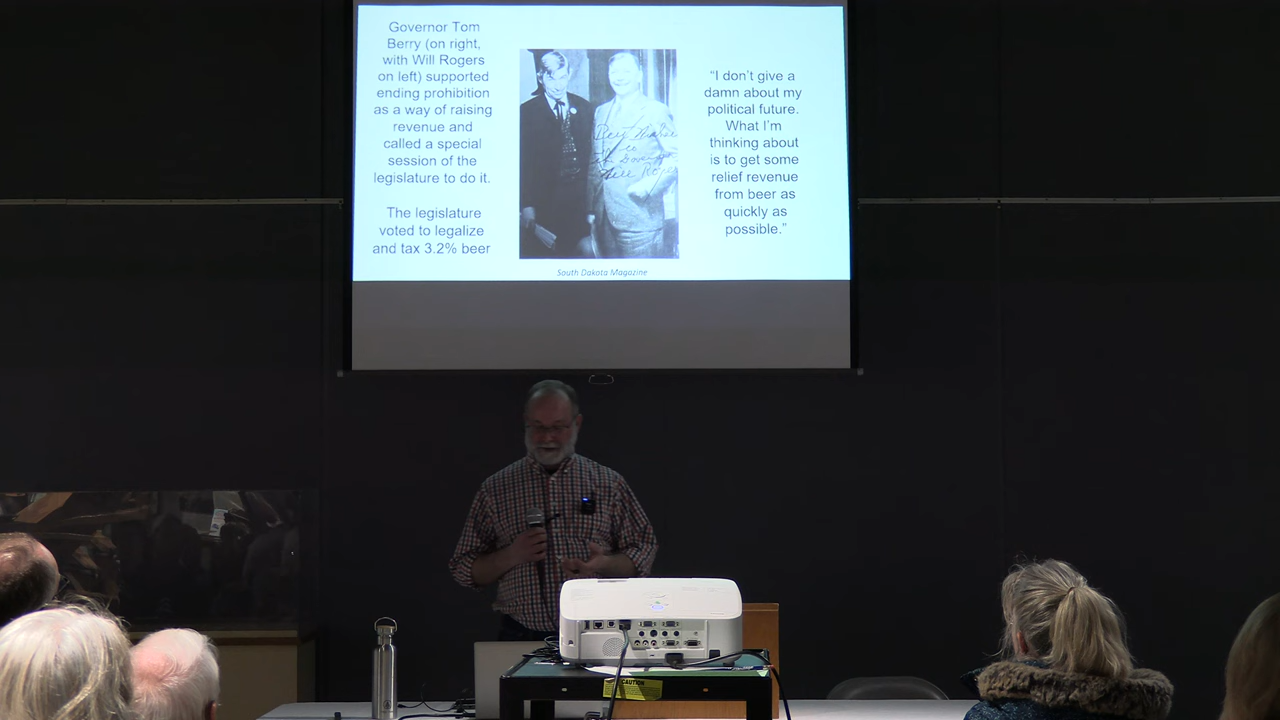 Governor Tom
Berry (on right,
with Will Rogers
on left) supported
ending prohibition
as a way of raising
revenue and
called a special
session of the
legislature to do it.
The legislature
voted to legalize
and tax 3.2% beer
Will Rogers
South Dakota Magazine
“I don’t give a
damn about my
political future.
What I’m
thinking about
is to get some
relief revenue
from beer as
quickly as
possible.”
CAUTION